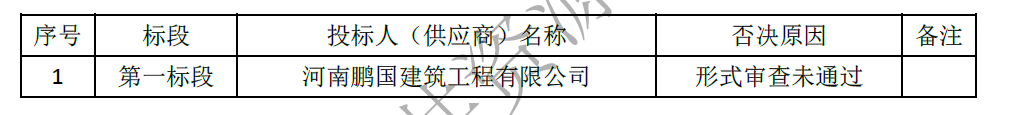 序号 标段 投标人（供应商）名称 否决原因 备注
1 第一标段 河南鹏国建筑工程有限公司 形式审查未通过